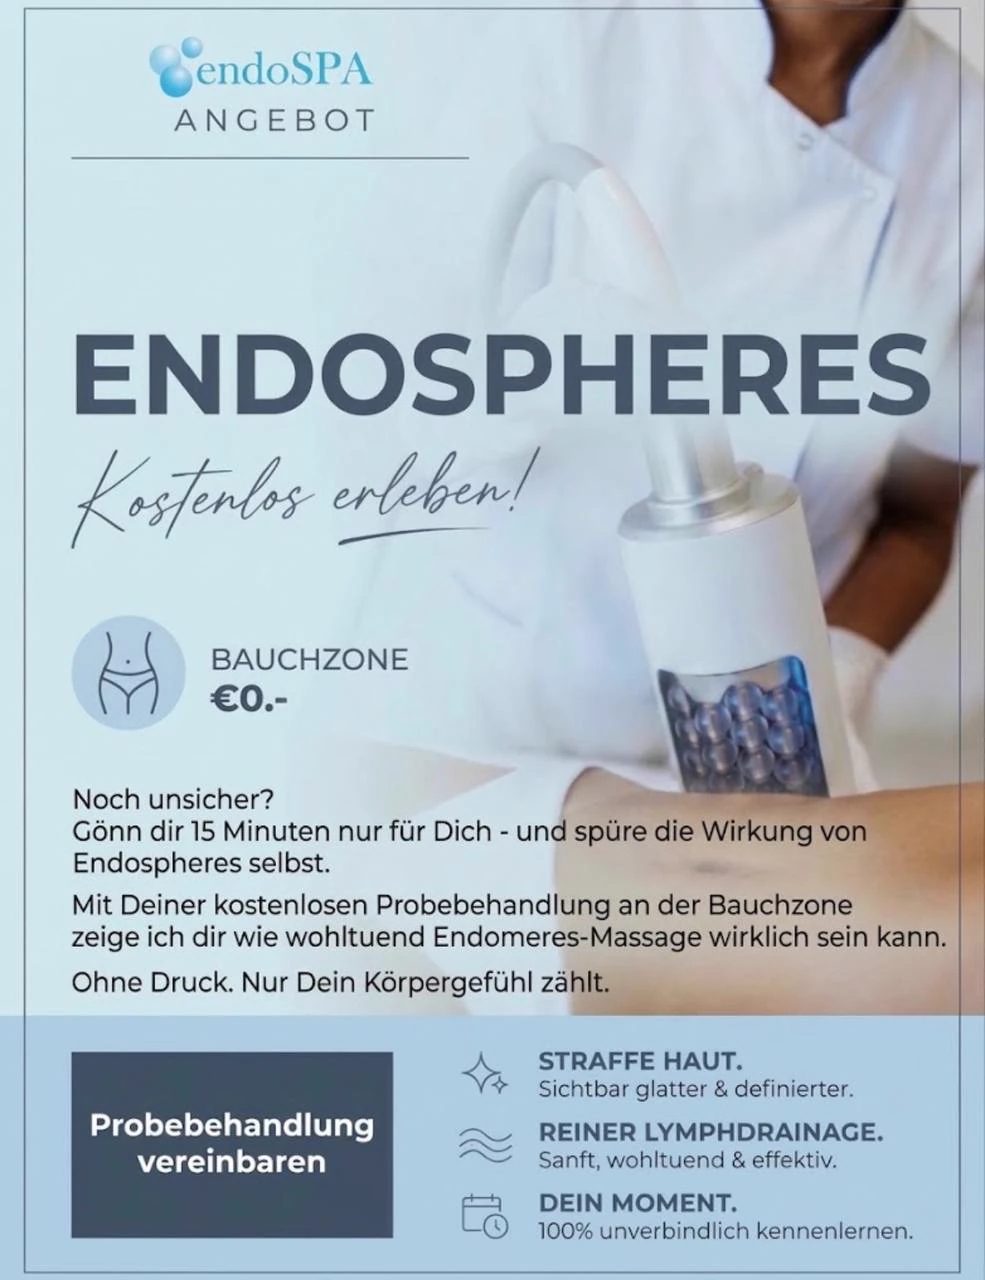 endoSPA
ANGEBOT
ENDOSPHERES
Kostenlos erleben!
BAUCHZONE
€0.-
Noch unsicher?
Gönn dir 15 Minuten nur für Dich - und spüre die Wirkung von
Endospheres selbst.
Mit Deiner kostenlosen Probebehandlung an der Bauchzone
zeige ich dir wie wohltuend Endomeres-Massage wirklich sein kann.
Ohne Druck. Nur Dein Körpergefühl zählt.
Probebehandlung
vereinbaren
STRAFFE HAUT.
Sichtbar glatter & definierter.
REINER LYMPHDRAINAGE.
Sanft, wohltuend & effektiv.
DEIN MOMENT.
100% unverbindlich kennenlernen.